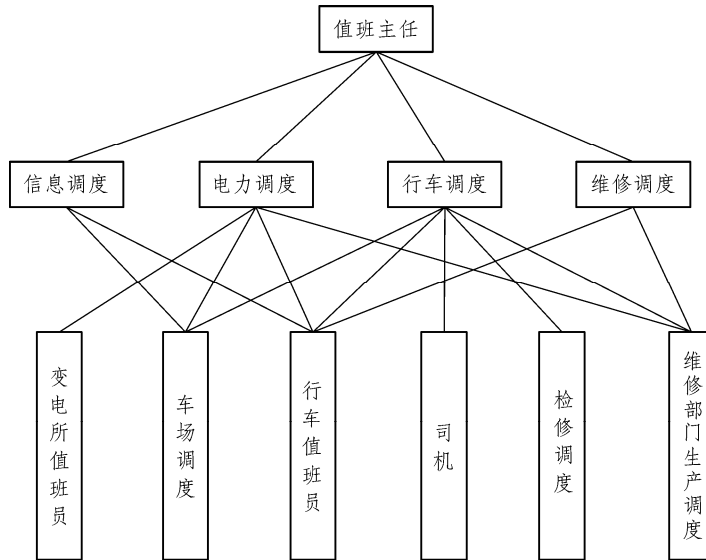 值班主任
信息调度
电力调度
行车调度
维修调度
变电所值班员
车场调度
行车值班员
司机
检修调度
维修部门生产调度